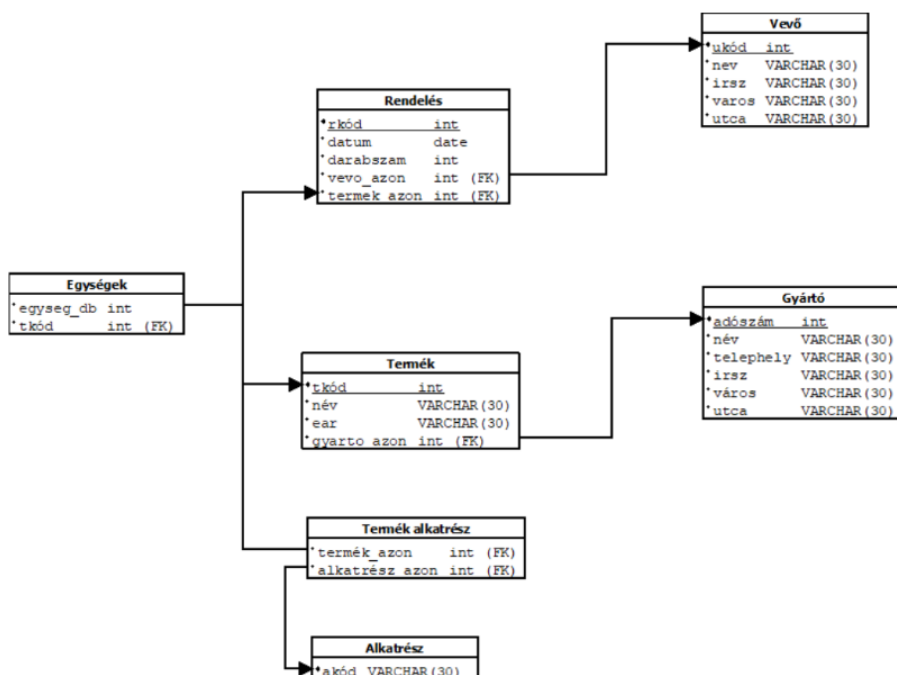 Vevő
ukód int
nev VARCHAR(30)
irsz VARCHAR(30)
varos VARCHAR(30)
utca VARCHAR(30)
Rendelés
rkód int
datum date
darabszam int
vevo_azon int (FK)
termek_azon int (FK)
Egységek
egyseg_db int
tkód int (FK)
Gyártó
adószám int
név VARCHAR(30)
telephely VARCHAR(30)
irsz VARCHAR(30)
város VARCHAR(30)
utca VARCHAR(30)
Termék
tkód int
név VARCHAR(30)
ear VARCHAR(30)
gyarto_azon int (FK)
Termék alkatrész
termék_azon int (FK)
alkatrész_azon int (FK)
Alkatrész
akód VARCHAR(30)